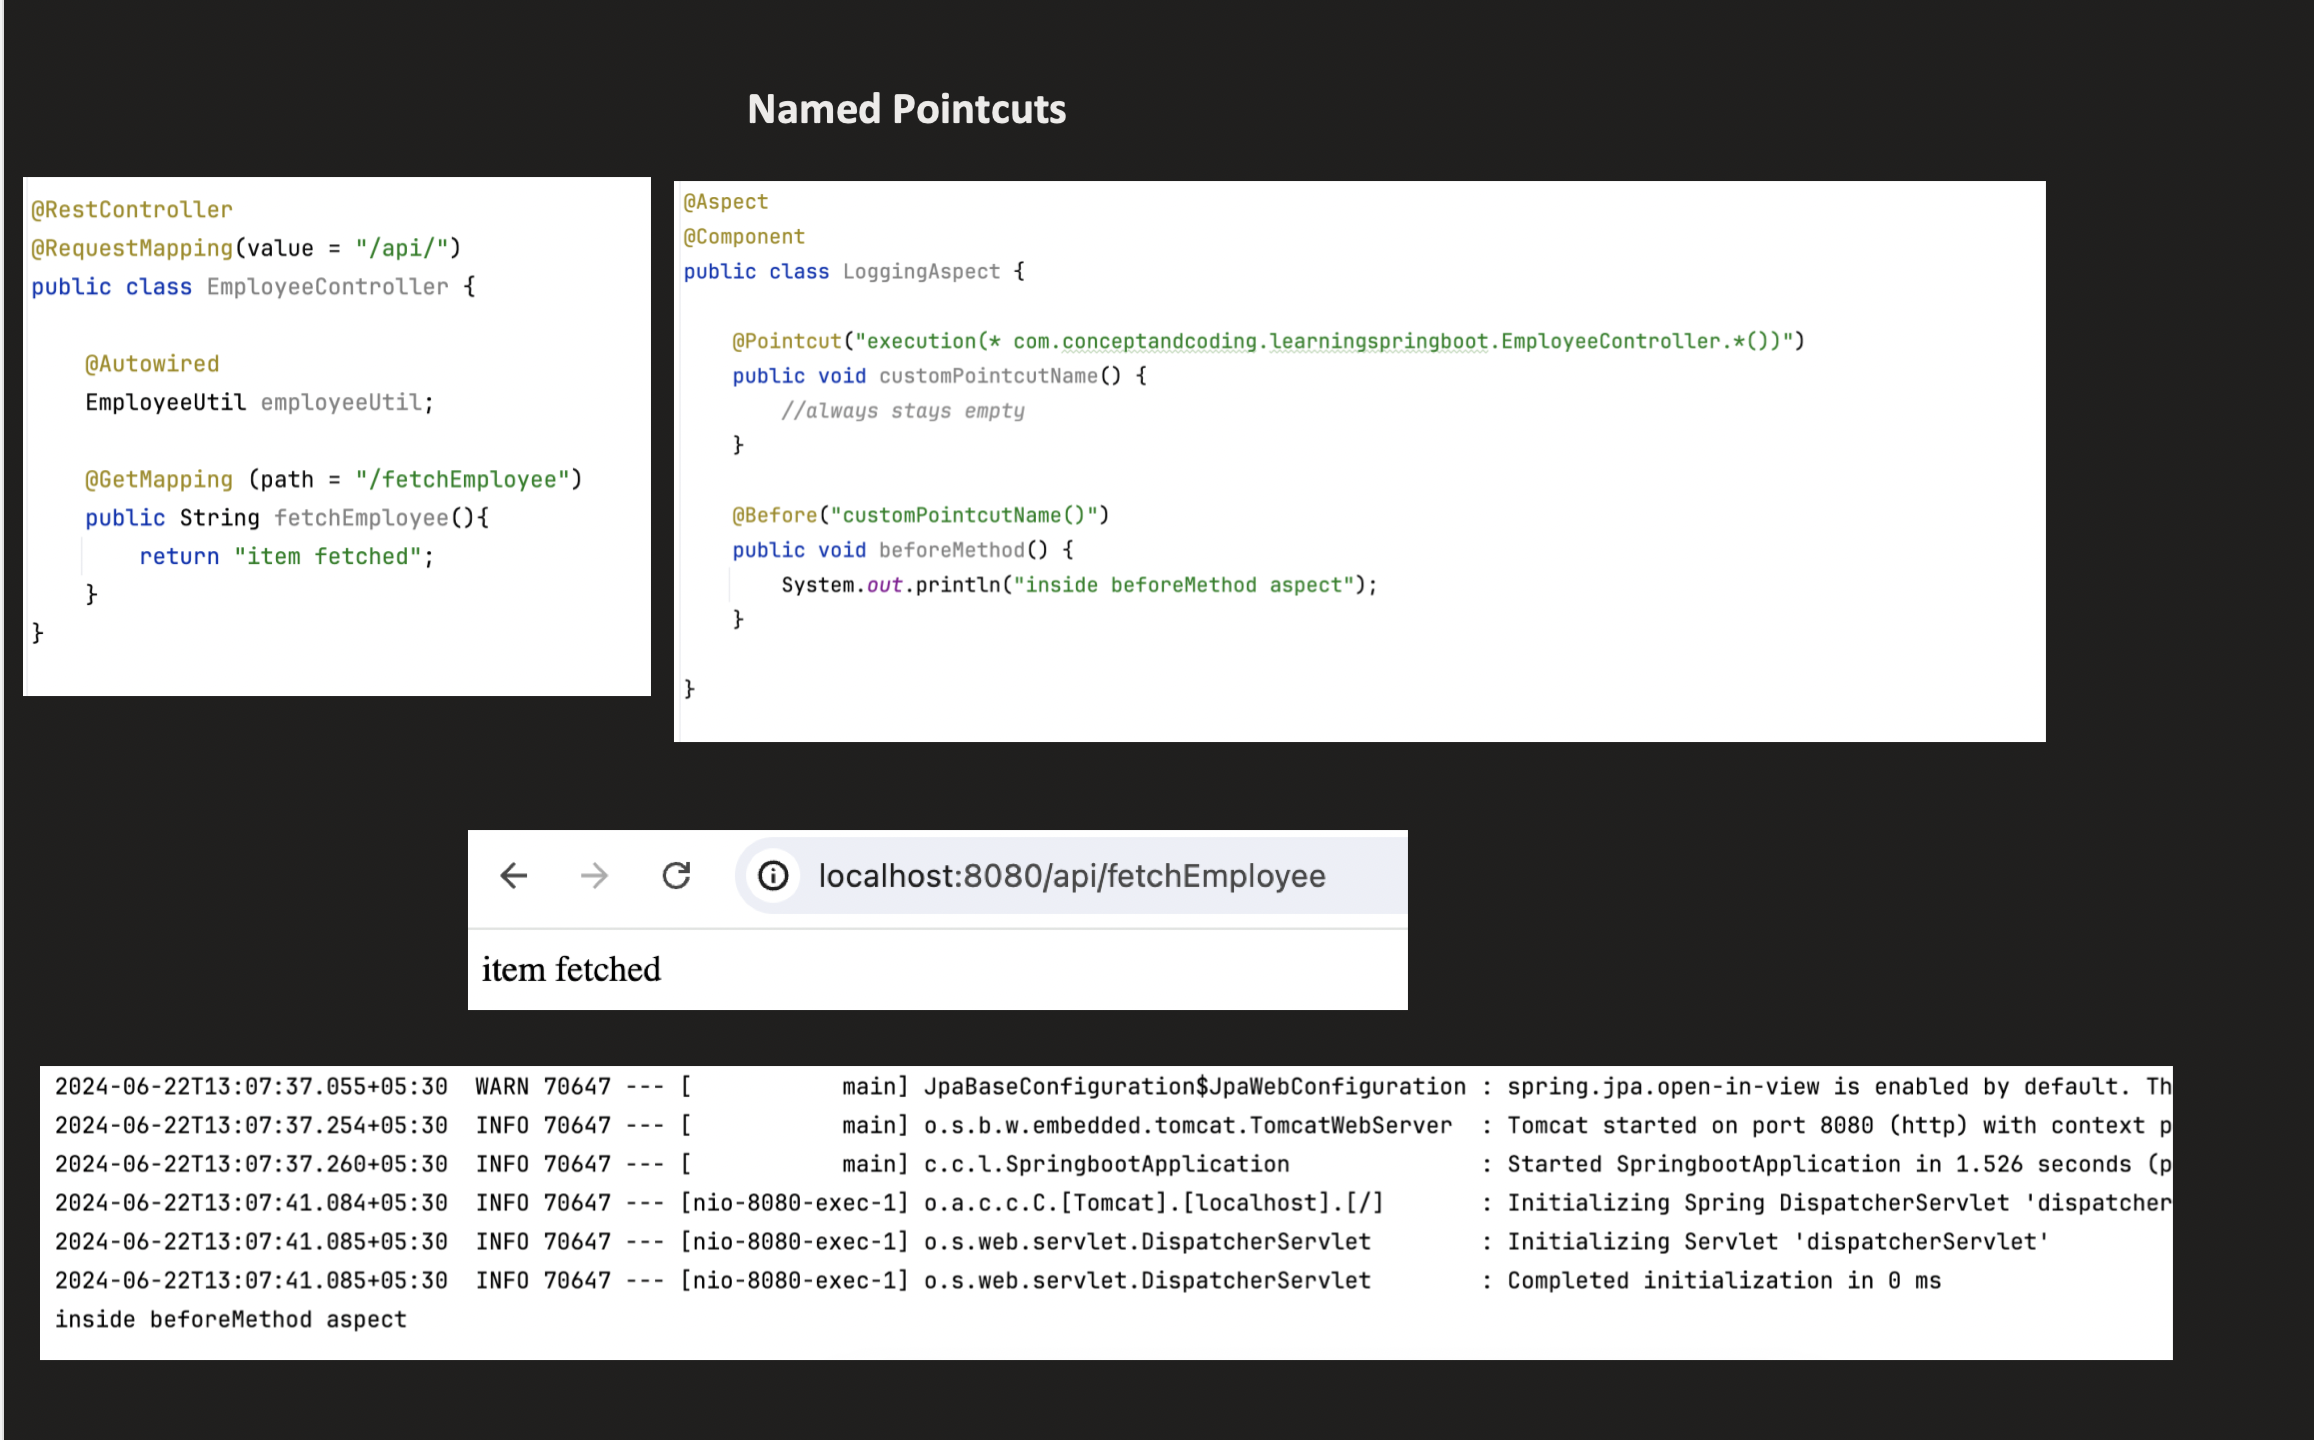 Named Pointcuts
@RestController
@RequestMapping(value = "/api/")
public class EmployeeController {
@Autowired
EmployeeUtil employeeUtil;
@GetMapping (path = "/fetchEmployee")
public String fetchEmployee(){
return "item fetched";
}
}
@Aspect
@Component
public class LoggingAspect {
@Pointcut("execution(* com.conceptandcoding.learningspringboot.EmployeeController.*())")
public void customPointcutName() {
//always stays empty
}
@Before("customPointcutName()")
public void beforeMethod() {
System.out.println("inside beforeMethod aspect");
}
}
localhost:8080/api/fetchEmployee
item fetched
2024-06-22T13:07:37.055+05:30  WARN 70647 --- [           main] JpaBaseConfiguration$JpaWebConfiguration : spring.jpa.open-in-view is enabled by default. Th
2024-06-22T13:07:37.254+05:30  INFO 70647 --- [           main] o.s.b.w.embedded.tomcat.TomcatWebServer  : Tomcat started on port 8080 (http) with context p
2024-06-22T13:07:37.260+05:30  INFO 70647 --- [           main] c.c.l.SpringbootApplication              : Started SpringbootApplication in 1.526 seconds (p
2024-06-22T13:07:41.084+05:30  INFO 70647 --- [nio-8080-exec-1] o.a.c.c.C.[Tomcat].[localhost].[/]       : Initializing Spring DispatcherServlet 'dispatcher
2024-06-22T13:07:41.085+05:30  INFO 70647 --- [nio-8080-exec-1] o.s.web.servlet.DispatcherServlet        : Initializing Servlet 'dispatcherServlet'
2024-06-22T13:07:41.085+05:30  INFO 70647 --- [nio-8080-exec-1] o.s.web.servlet.DispatcherServlet        : Completed initialization in 0 ms
inside beforeMethod aspect